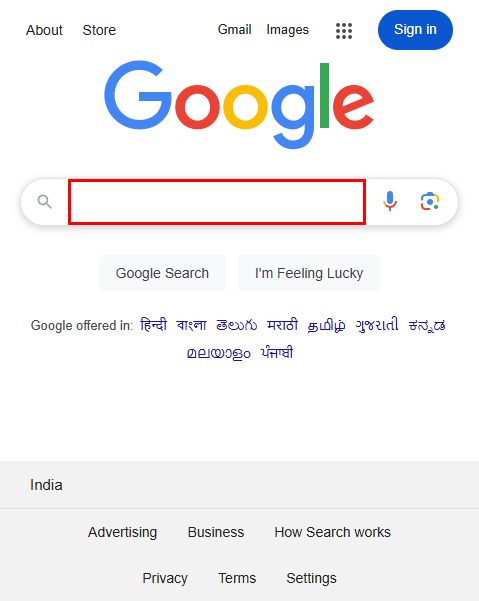 About Store Gmail Images Sign in
Google
Google Search I'm Feeling Lucky
Google offered in: हिन्दी বাংলা తెలుగు मराठी தமிழ் ગુજરાતી ಕನ್ನಡ
മലയാളം ਪੰਜਾਬੀ
India
Advertising Business How Search works
Privacy Terms Settings